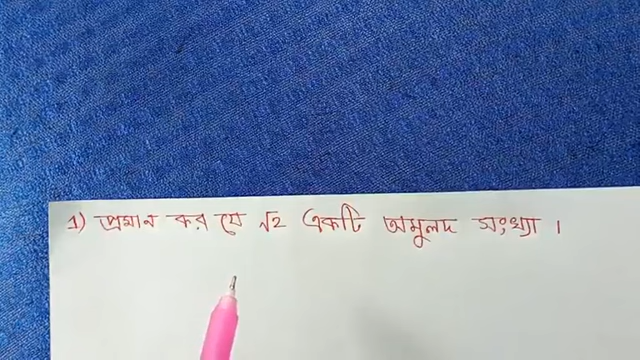 1) প্রমান কর যে √2 একটি অমুলদ সংখ্যা ।